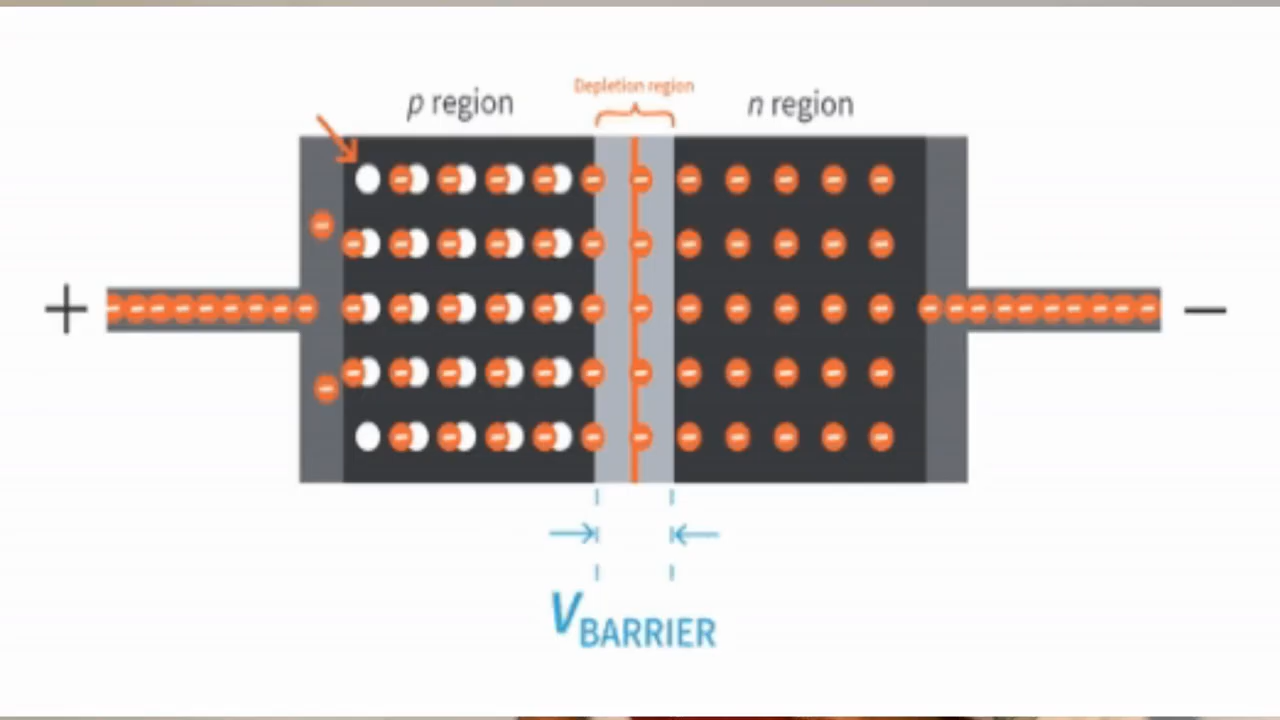 Depletion region
p region
n region
+
−
VBARRIER